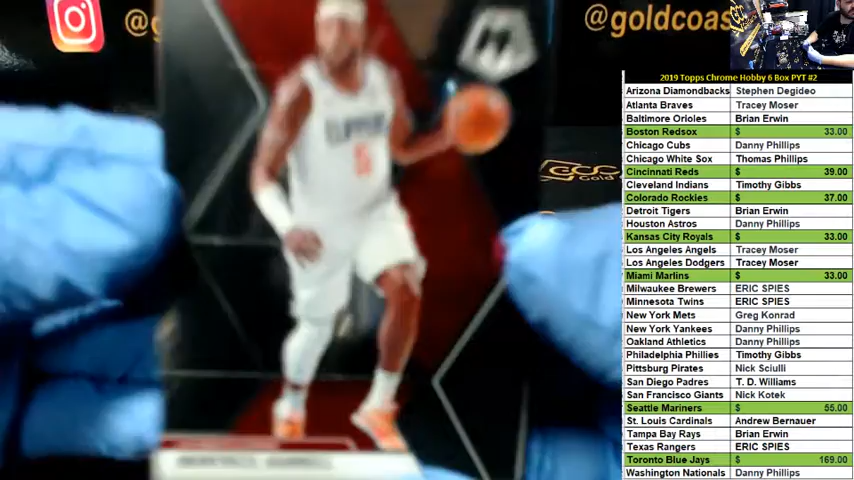 @g
@goldcoas
CLIPPERS
5
GCC
Gold
2019 Topps Chrome Hobby 6 Box PYT #2
Arizona Diamondbacks Stephen Degideo
Atlanta Braves Tracey Moser
Baltimore Orioles Brian Erwin
Boston Redsox $ 33.00
Chicago Cubs Danny Phillips
Chicago White Sox Thomas Phillips
Cincinnati Reds $ 39.00
Cleveland Indians Timothy Gibbs
Colorado Rockies $ 37.00
Detroit Tigers Brian Erwin
Houston Astros Danny Phillips
Kansas City Royals $ 33.00
Los Angeles Angels Tracey Moser
Los Angeles Dodgers Tracey Moser
Miami Marlins $ 33.00
Milwaukee Brewers ERIC SPIES
Minnesota Twins ERIC SPIES
New York Mets Greg Konrad
New York Yankees Danny Phillips
Oakland Athletics Danny Phillips
Philadelphia Phillies Timothy Gibbs
Pittsburg Pirates Nick Sciulli
San Diego Padres T. D. Williams
San Francisco Giants Nick Kotek
Seattle Mariners $ 55.00
St. Louis Cardinals Andrew Bernauer
Tampa Bay Rays Brian Erwin
Texas Rangers ERIC SPIES
Toronto Blue Jays $ 169.00
Washington Nationals Danny Phillips